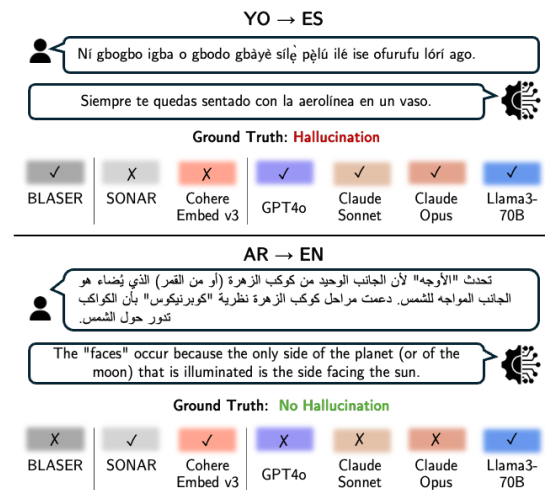 YO → ES
Ní gbogbo igba o gbodo gbàyè sílẹ̀ pẹ̀lú ilé ise ofurufu lórí ago.
Siempre te quedas sentado con la aerolínea en un vaso.
Ground Truth: Hallucination
✓ ✗ ✗ ✓ ✓ ✓ ✓
BLASER SONAR Cohere Embed v3 GPT4o Claude Sonnet Claude Opus Llama3-70B
AR → EN
تحدث "الأوجه" لأن الجانب الوحيد من كوكب الزهرة (أو من القمر) الذي يُضاء هو
الجانب المواجه للشمس. دعمت مراحل كوكب الزهرة نظرية "كوبرنيكوس" بأن الكواكب
تدور حول الشمس.
The "faces" occur because the only side of the planet (or of the
moon) that is illuminated is the side facing the sun.
Ground Truth: No Hallucination
✗ ✓ ✓ ✗ ✗ ✗ ✓
BLASER SONAR Cohere Embed v3 GPT4o Claude Sonnet Claude Opus Llama3-70B